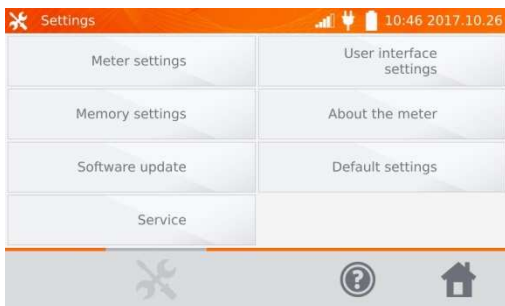 Settings
10:46 2017.10.26
Meter settings
User interface
settings
Memory settings
About the meter
Software update
Default settings
Service
?